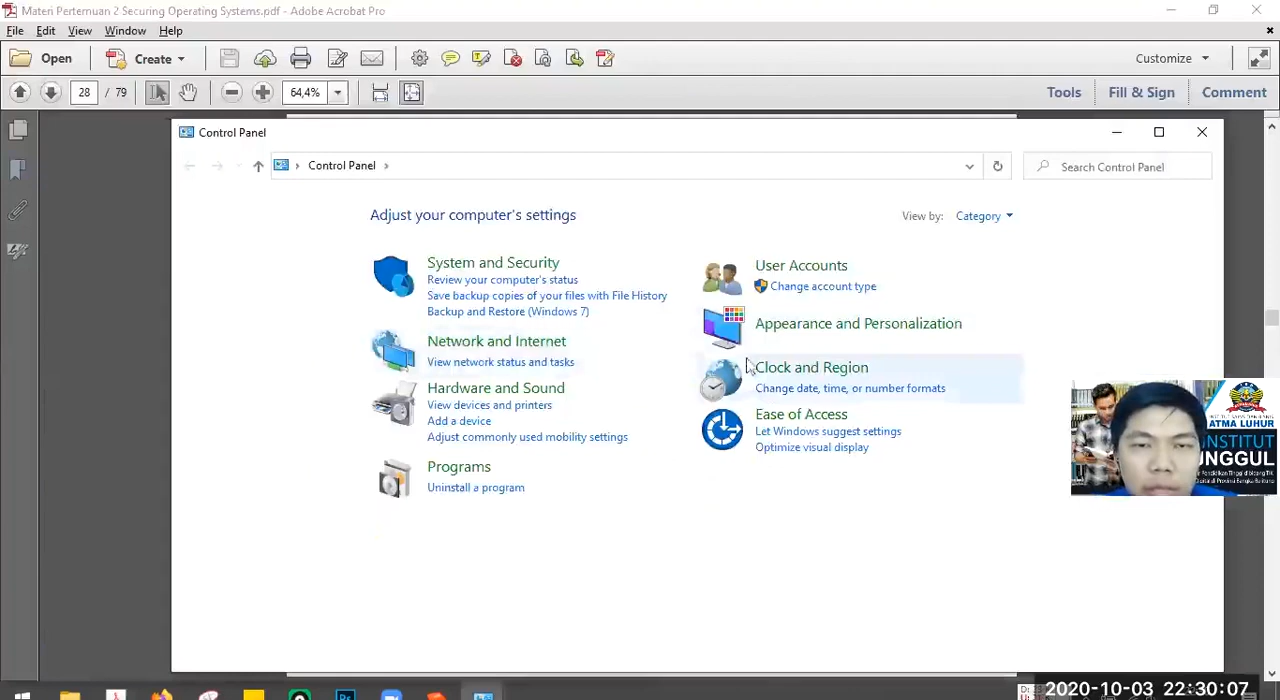 Materi Pertemuan 2 Securing Operating Systems.pdf - Adobe Acrobat Pro
File Edit View Window Help
Open Create Customize
28 / 79 64,4% Tools Fill & Sign Comment
Control Panel
Control Panel Search Control Panel
Adjust your computer's settings View by: Category
System and Security
Review your computer's status
Save backup copies of your files with File History
Backup and Restore (Windows 7)
Network and Internet
View network status and tasks
Hardware and Sound
View devices and printers
Add a device
Adjust commonly used mobility settings
Programs
Uninstall a program
User Accounts
Change account type
Appearance and Personalization
Clock and Region
Change date, time, or number formats
Ease of Access
Let Windows suggest settings
Optimize visual display
ATMA LUHUR
INSTITUT
UNGGUL
2020-10-03 22:30:07